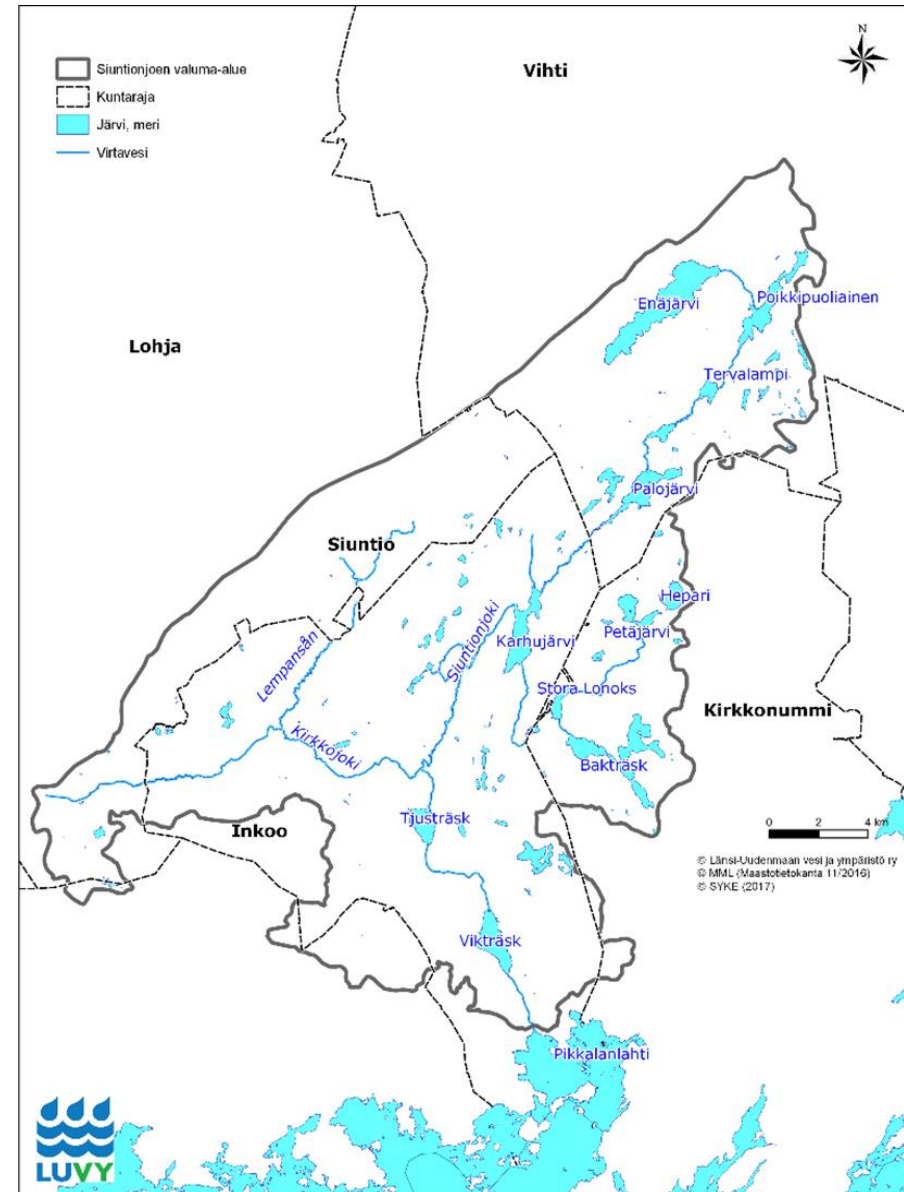 Siuntionjoen valuma-alue
Kuntaraja
Järvi, meri
Virtavesi
N
Vihti
Lohja
Enäjärvi
Poikkipuoliainen
Tervalampi
Palojärvi
Siuntio
Hepari
Petäjärvi
Karhujärvi
Siuntionjoki
Lempansån
Stora Lonoks
Kirkkonummi
Kirkkojoki
Bakträsk
Tjusträsk
Inkoo
0 2 4 km
© Länsi-Uudenmaan vesi ja ympäristö ry
© MML (Maastotietokanta 11/2016)
© SYKE (2017)
Vikträsk
Pikkalanlahti
LUVY